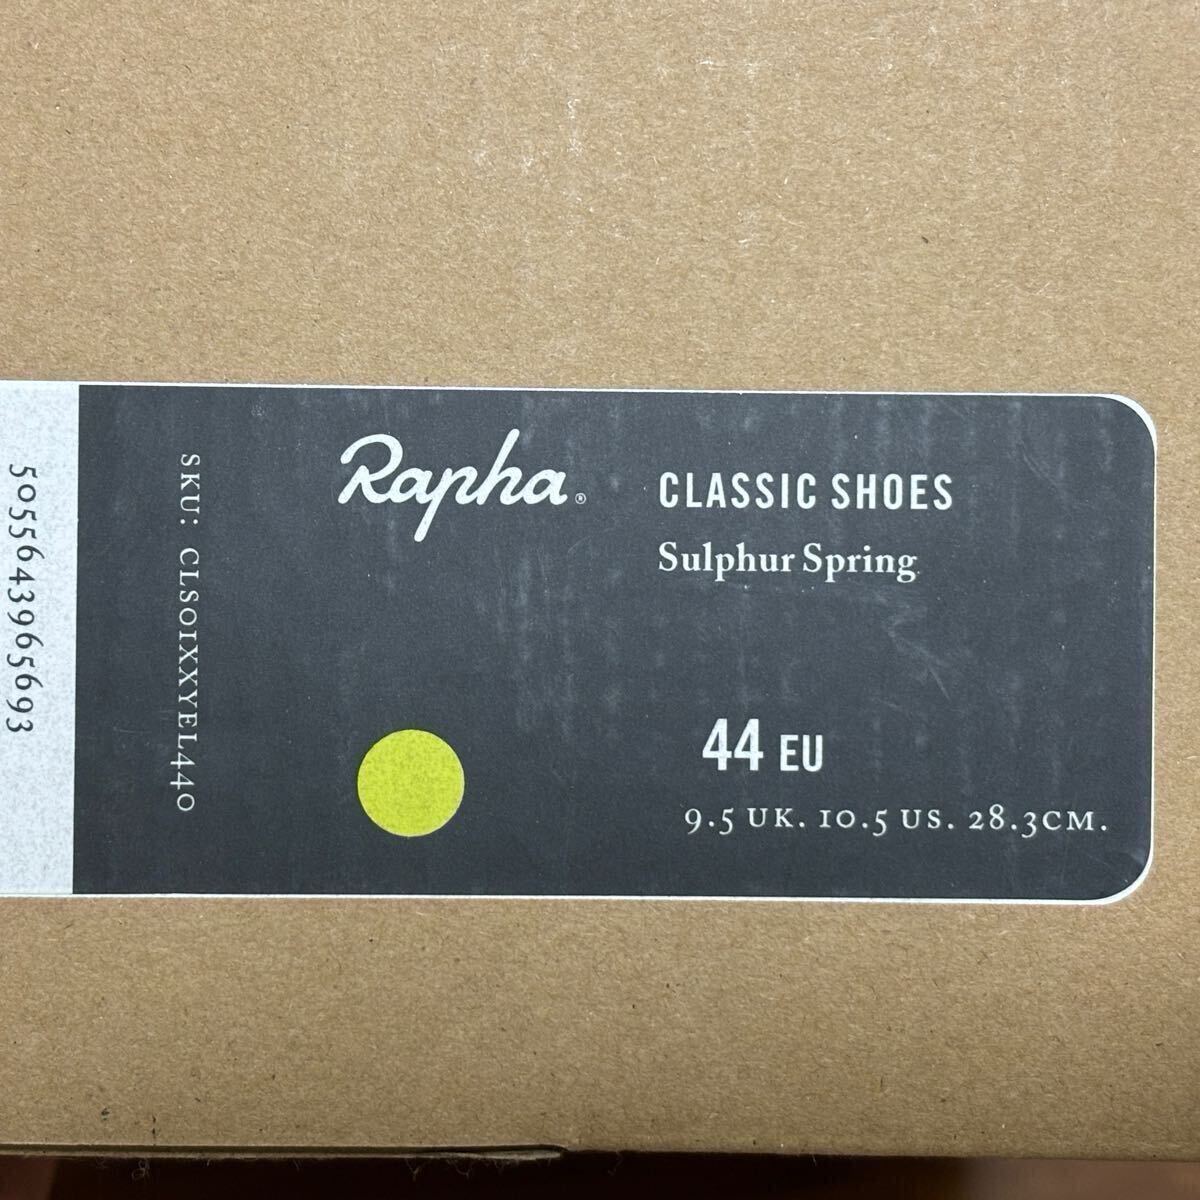 5055643965693
SKU: CLS01XXYEL440
Rapha®
CLASSIC SHOES
Sulphur Spring
44 EU
9.5 UK. 10.5 US. 28.3CM.